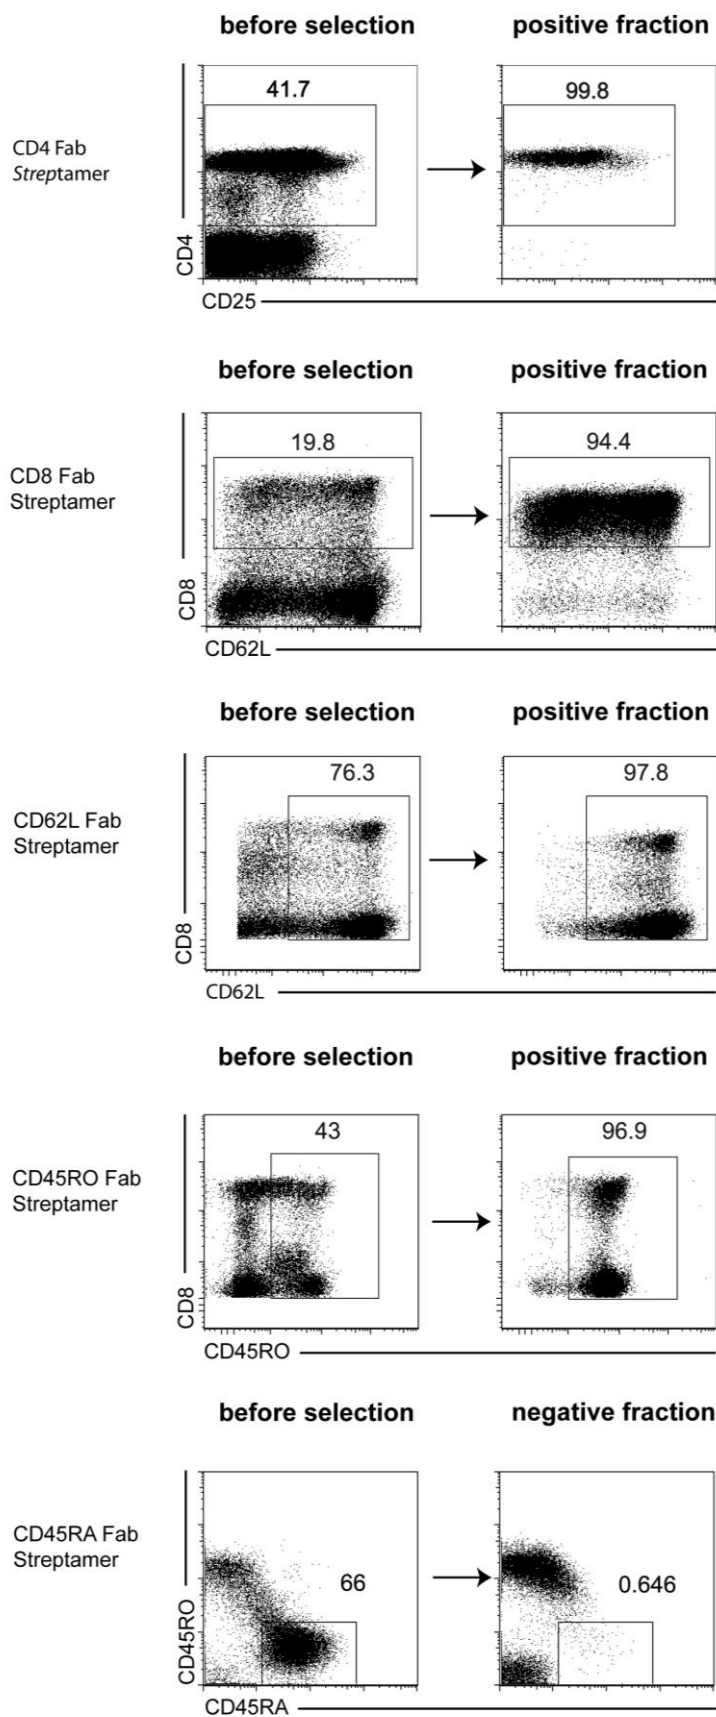 before selection positive fraction
41.7 99.8
CD4 Fab
Streptamer
CD4
CD25
before selection positive fraction
19.8 94.4
CD8 Fab
Streptamer
CD8
CD62L
before selection positive fraction
76.3 97.8
CD62L Fab
Streptamer
CD8
CD62L
before selection positive fraction
43 96.9
CD45RO Fab
Streptamer
CD8
CD45RO
before selection negative fraction
CD45RA Fab
Streptamer
66 0.646
CD45RO
CD45RA